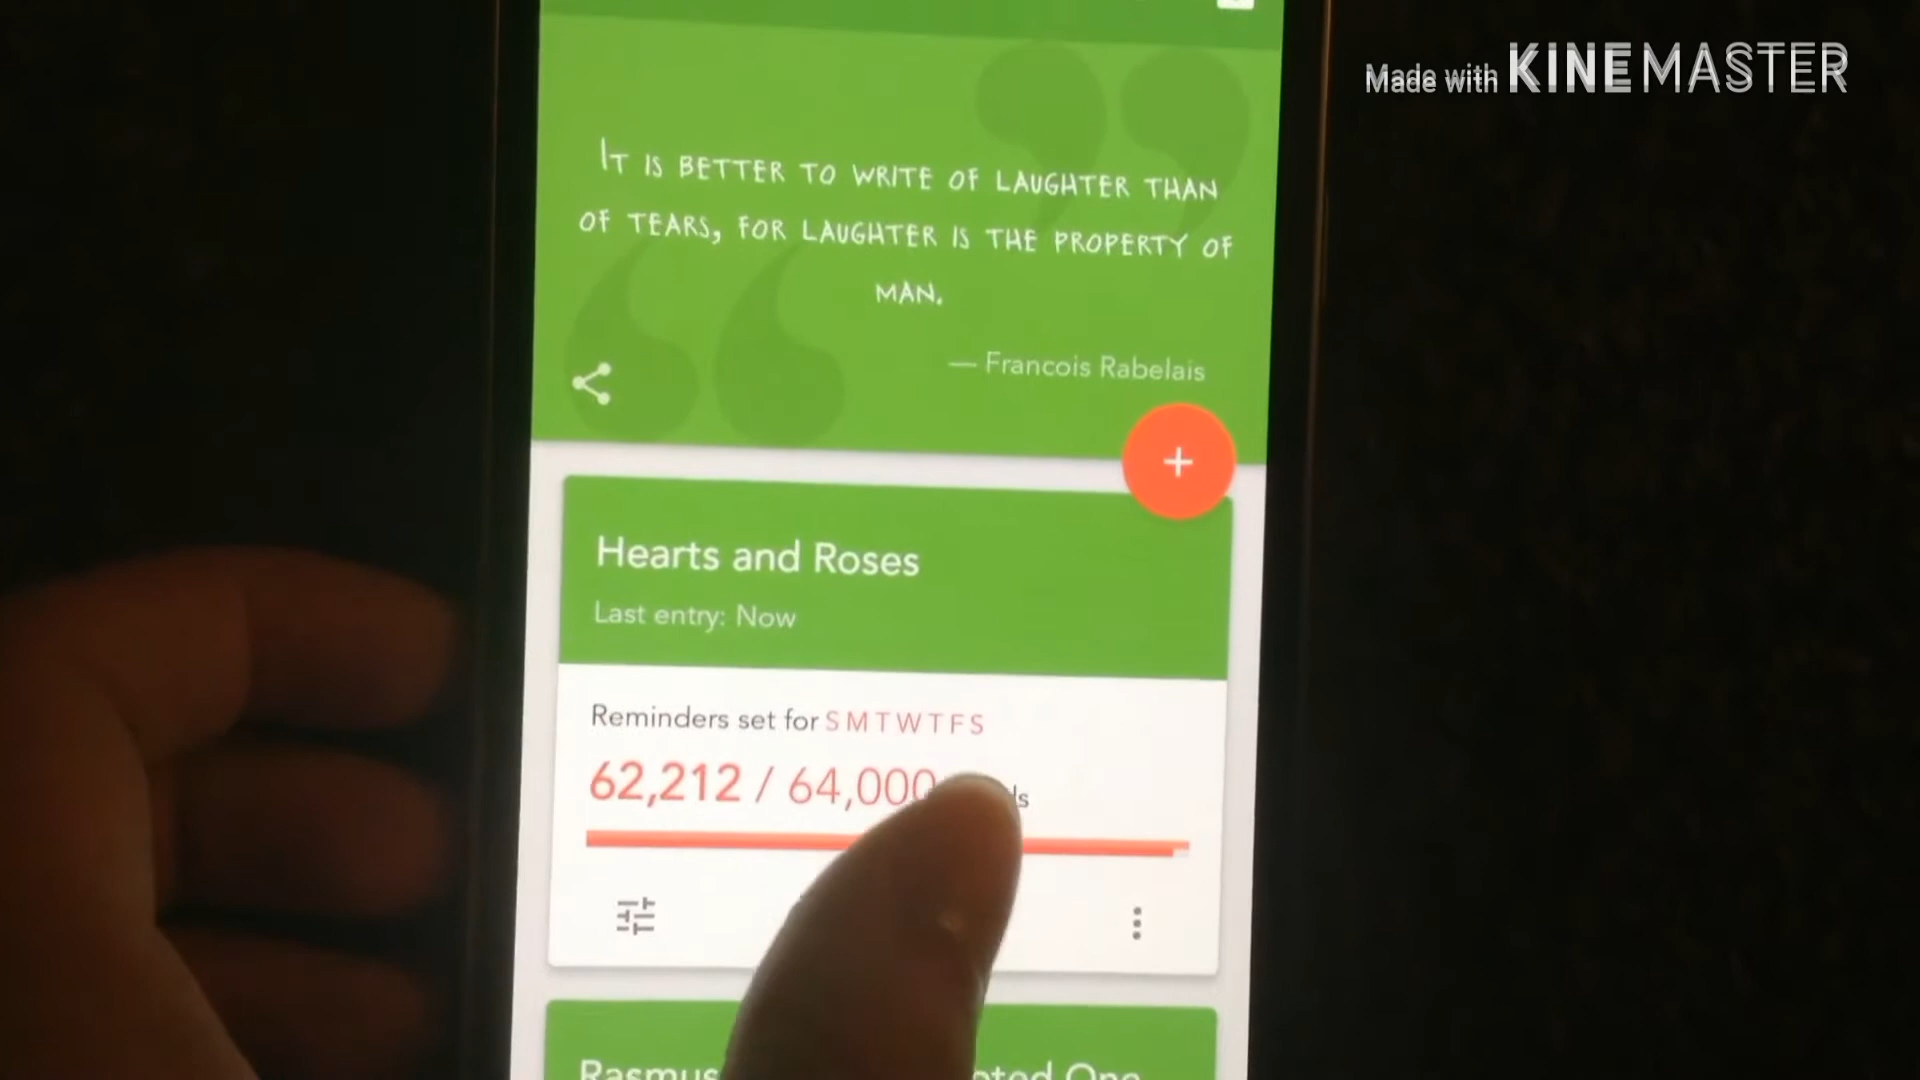 Made with KINEMASTER
It is better to write of laughter than
of tears, for laughter is the property of
man.
— Francois Rabelais
+
Hearts and Roses
Last entry: Now
Reminders set for S M T W T F S
62,212 / 64,000
One